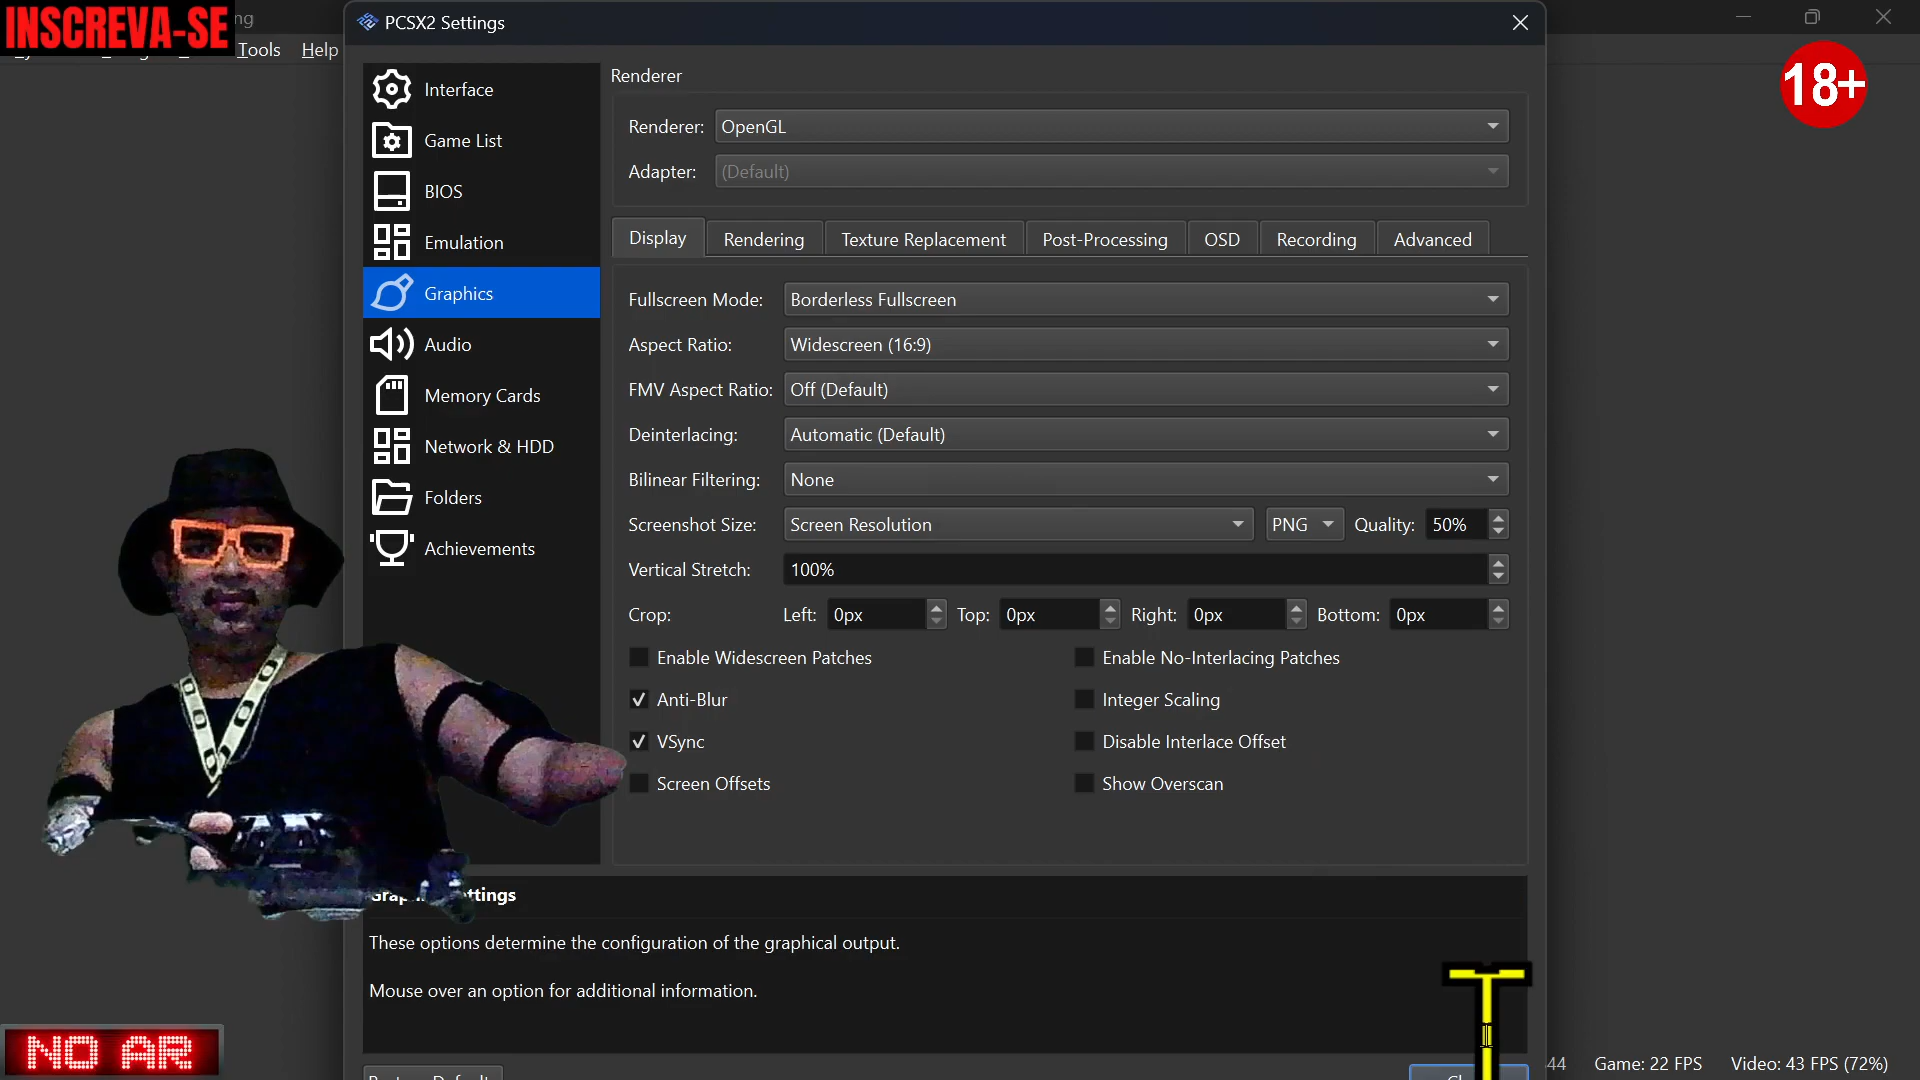 INSCREVA-SE
PCSX2 Settings
Tools Help
18+
Interface
Game List
BIOS
Emulation
Graphics
Audio
Memory Cards
Network & HDD
Folders
Achievements
Renderer
Renderer: OpenGL
Adapter: (Default)
Display Rendering Texture Replacement Post-Processing OSD Recording Advanced
Fullscreen Mode: Borderless Fullscreen
Aspect Ratio: Widescreen (16:9)
FMV Aspect Ratio: Off (Default)
Deinterlacing: Automatic (Default)
Bilinear Filtering: None
Screenshot Size: Screen Resolution PNG Quality: 50%
Vertical Stretch: 100%
Crop: Left: 0px Top: 0px Right: 0px Bottom: 0px
Enable Widescreen Patches Enable No-Interlacing Patches
Anti-Blur Integer Scaling
VSync Disable Interlace Offset
Screen Offsets Show Overscan
These options determine the configuration of the graphical output.
Mouse over an option for additional information.
NO AR
Game: 22 FPS Video: 43 FPS (72%)